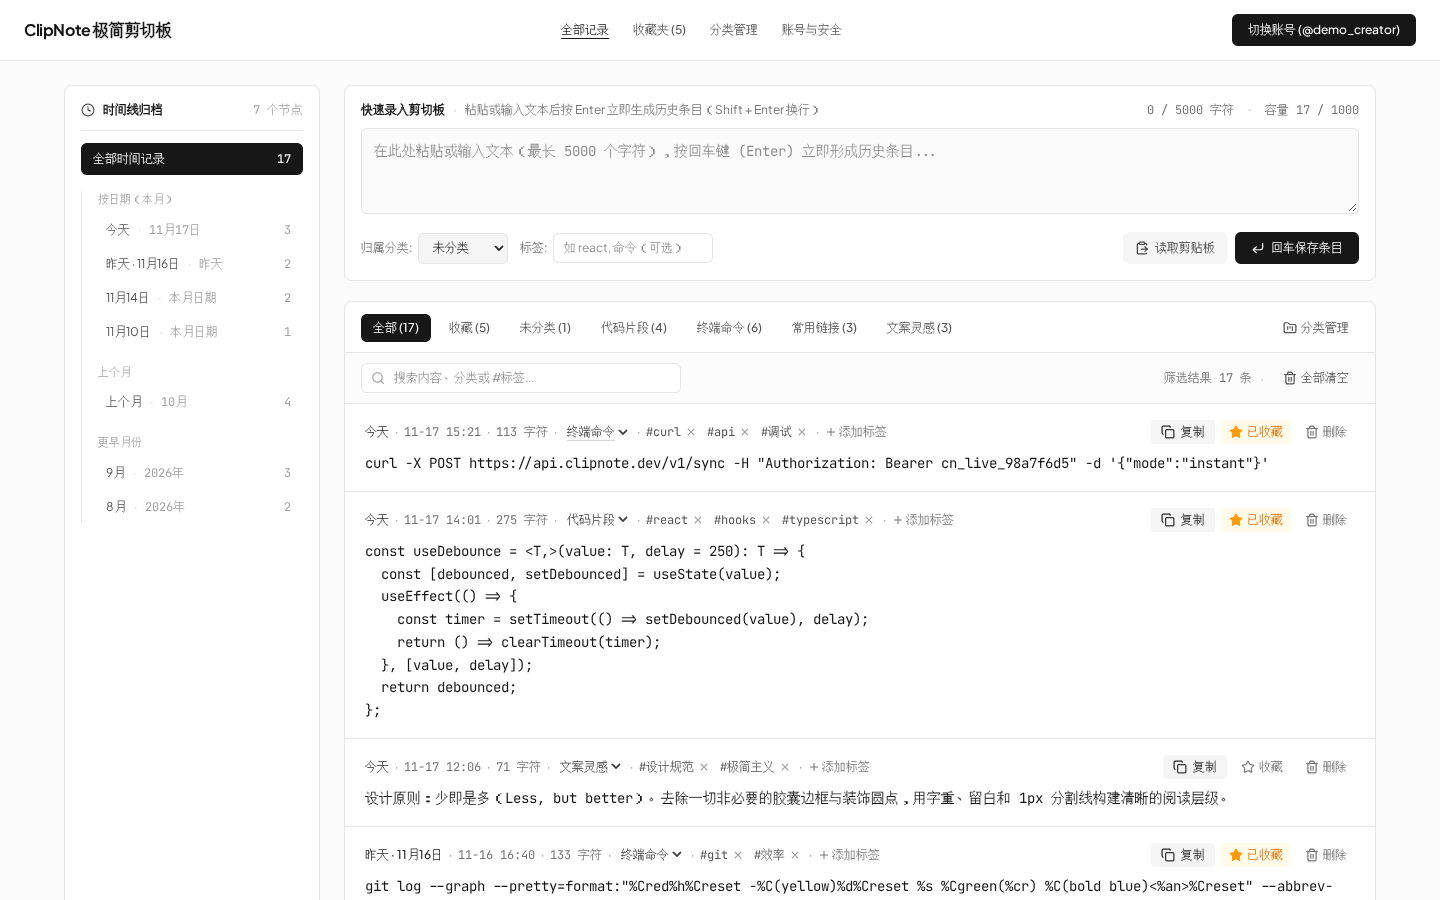 ClipNote 极简剪切板
全部记录 收藏夹 (5) 分类管理 账号与安全
切换账号 (@demo_creator)
时间线归档 7 个节点
全部时间记录 17
按日期（本月）
今天 · 11月17日 3
昨天 · 11月16日 · 昨天 2
11月14日 · 本月日期 2
11月10日 · 本月日期 1
上个月
上个月 · 10月 4
更早月份
9月 · 2026年 3
8月 · 2026年 2
快速录入剪切板 · 粘贴或输入文本后按 Enter 立即生成历史条目（Shift + Enter 换行）
0 / 5000 字符 · 容量 17 / 1000
在此处粘贴或输入文本（最长 5000 个字符），按回车键 (Enter) 立即形成历史条目...
归属分类: 未分类 标签: 如 react, 命令（可选）
读取剪贴板 回车保存条目
全部 (17) 收藏 (5) 未分类 (1) 代码片段 (4) 终端命令 (6) 常用链接 (3) 文案灵感 (3) 分类管理
搜索内容、分类或 #标签...
筛选结果 17 条 · 全部清空
今天 · 11-17 15:21 · 113 字符 · 终端命令 · #curl × #api × #调试 × · + 添加标签 复制 已收藏 删除
curl -X POST https://api.clipnote.dev/v1/sync -H "Authorization: Bearer cn_live_98a7f6d5" -d '{"mode":"instant"}'
今天 · 11-17 14:01 · 275 字符 · 代码片段 · #react × #hooks × #typescript × · + 添加标签 复制 已收藏 删除
const useDebounce = <T,>(value: T, delay = 250): T => {
  const [debounced, setDebounced] = useState(value);
  useEffect(() => {
    const timer = setTimeout(() => setDebounced(value), delay);
    return () => clearTimeout(timer);
  }, [value, delay]);
  return debounced;
};
今天 · 11-17 12:06 · 71 字符 · 文案灵感 · #设计规范 × #极简主义 × · + 添加标签 复制 收藏 删除
设计原则：少即是多（Less, but better）。去除一切非必要的胶囊边框与装饰圆点，用字重、留白和 1px 分割线构建清晰的阅读层级。
昨天 · 11月16日 · 11-16 16:40 · 133 字符 · 终端命令 · #git × #效率 × · + 添加标签 复制 已收藏 删除
git log --graph --pretty=format:"%Cred%h%Creset -%C(yellow)%d%Creset %s %Cgreen(%cr) %C(bold blue)<%an>%Creset" --abbrev-